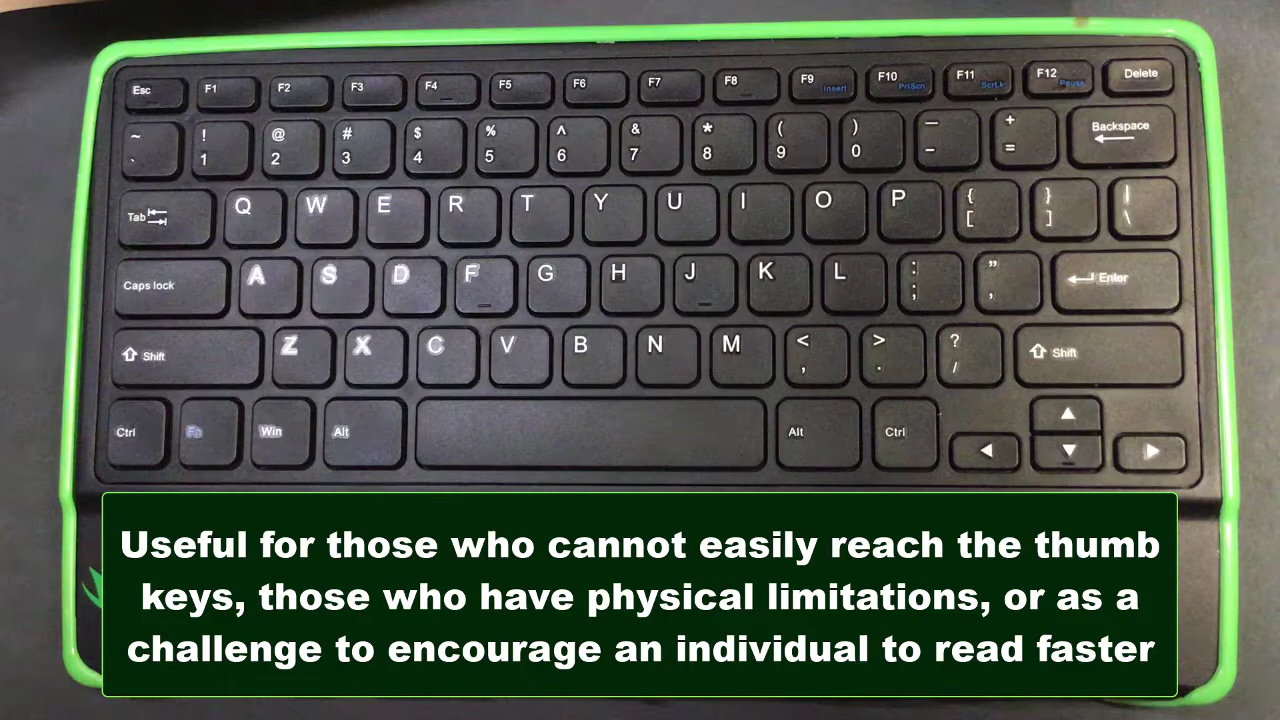 Esc F1 F2 F3 F4 F5 F6 F7 F8 F9 Insert F10 PrtScn F11 ScrLk F12 Pause Delete
~ ` ! 1 @ 2 # 3 $ 4 % 5 ^ 6 & 7 * 8 ( 9 ) 0 — - + = Backspace
Tab Q W E R T Y U I O P { [ } ] | \
Caps lock A S D F G H J K L : ; " , Enter
Shift Z X C V B N M < , > . ? / Shift
Ctrl Fn Win Alt Alt Ctrl
Useful for those who cannot easily reach the thumb
keys, those who have physical limitations, or as a
challenge to encourage an individual to read faster